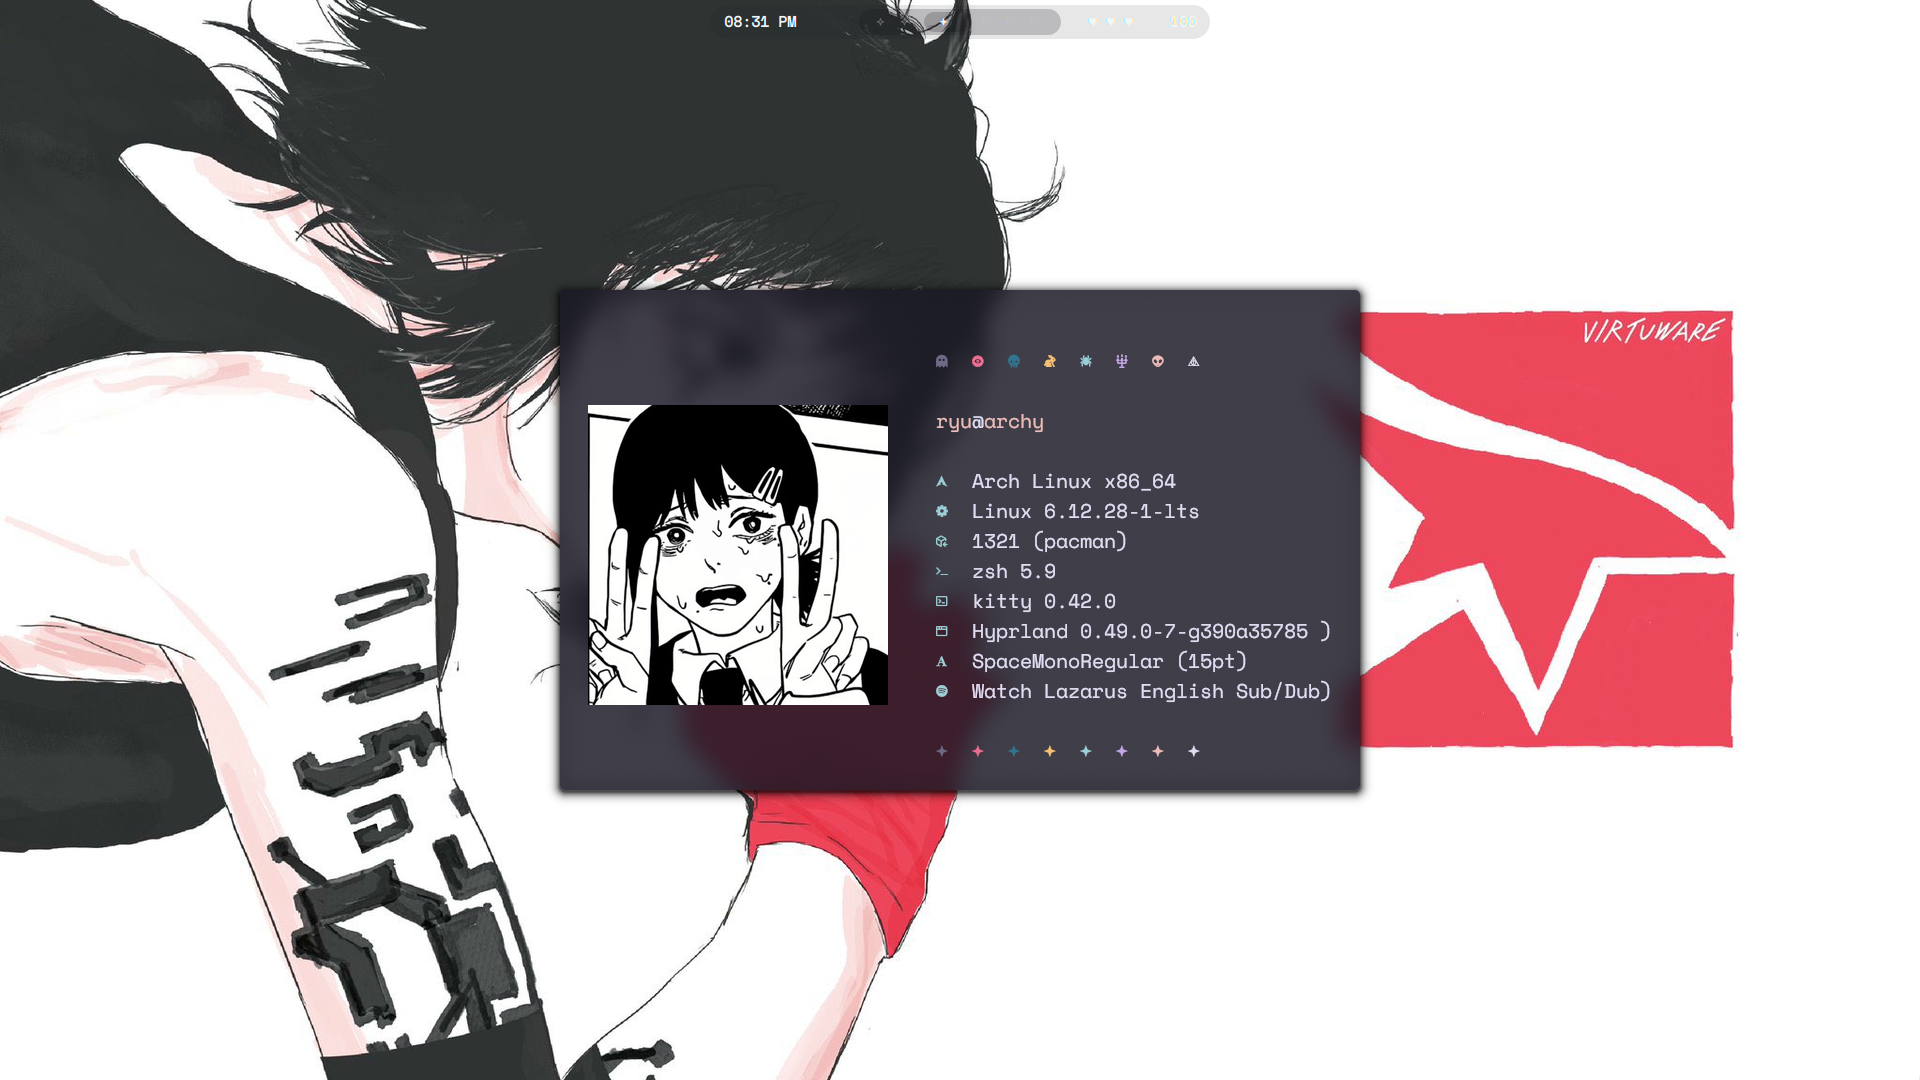 08:31 PM
100
VIRTUWARE
ryu@archy
Arch Linux x86_64
Linux 6.12.28-1-lts
1321 (pacman)
zsh 5.9
kitty 0.42.0
Hyprland 0.49.0-7-g390a35785 )
SpaceMonoRegular (15pt)
Watch Lazarus English Sub/Dub)